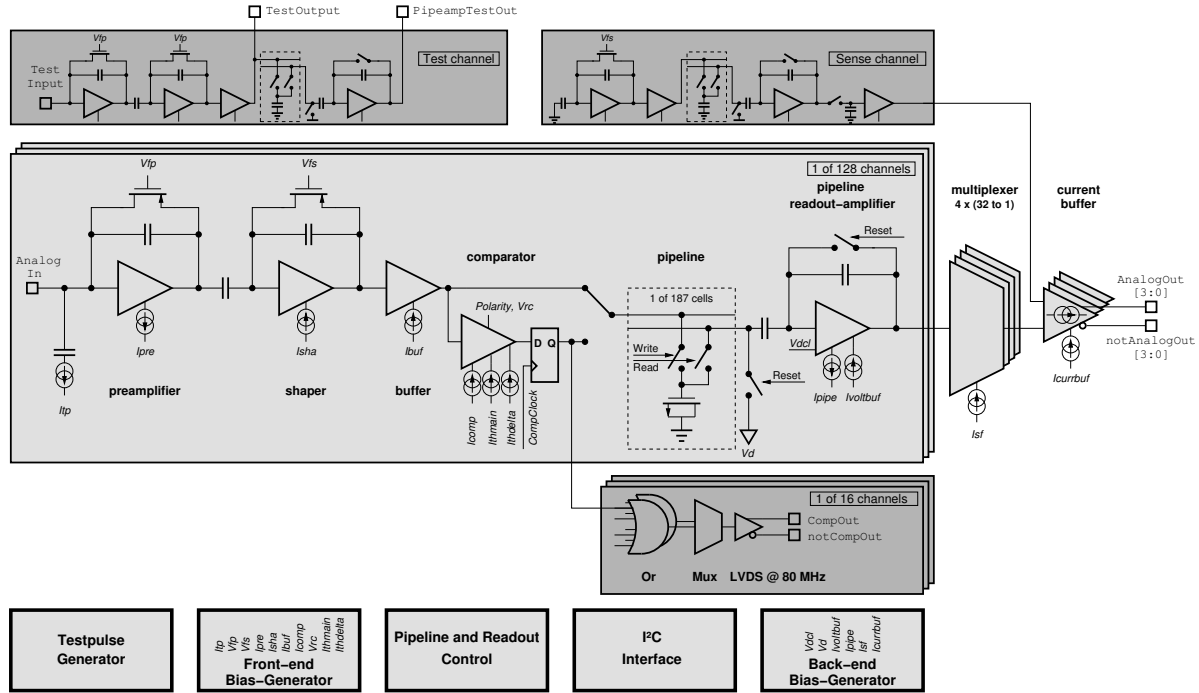 TestOutput
PipeampTestOut
Vfp
Vfp
Test channel
Test
Input
Vfs
Sense channel
1 of 128 channels
Vfp
Vfs
pipeline
readout−amplifier
multiplexer
4 x (32 to 1)
current
buffer
Reset
Analog
In
comparator
pipeline
AnalogOut
[3:0]
1 of 187 cells
Polarity, Vrc
notAnalogOut
[3:0]
D Q
Vdcl
Write
Read
Ipre
Isha
Ibuf
Reset
Icurrbuf
preamplifier
shaper
buffer
Ipipe
Ivoltbuf
Itp
Icomp
Ithmain
Ithdelta
CompClock
Isf
Vd
1 of 16 channels
CompOut
notCompOut
Or
Mux
LVDS @ 80 MHz
Testpulse
Generator
Itp
Vfp
Vfs
Ipre
Isha
Ibuf
Icomp
Vrc
Ithmain
Ithdelta
Front−end
Bias−Generator
Pipeline and Readout
Control
I²C
Interface
Vdcl
Vd
Ivoltbuf
Ipipe
Isf
Icurrbuf
Back−end
Bias−Generator